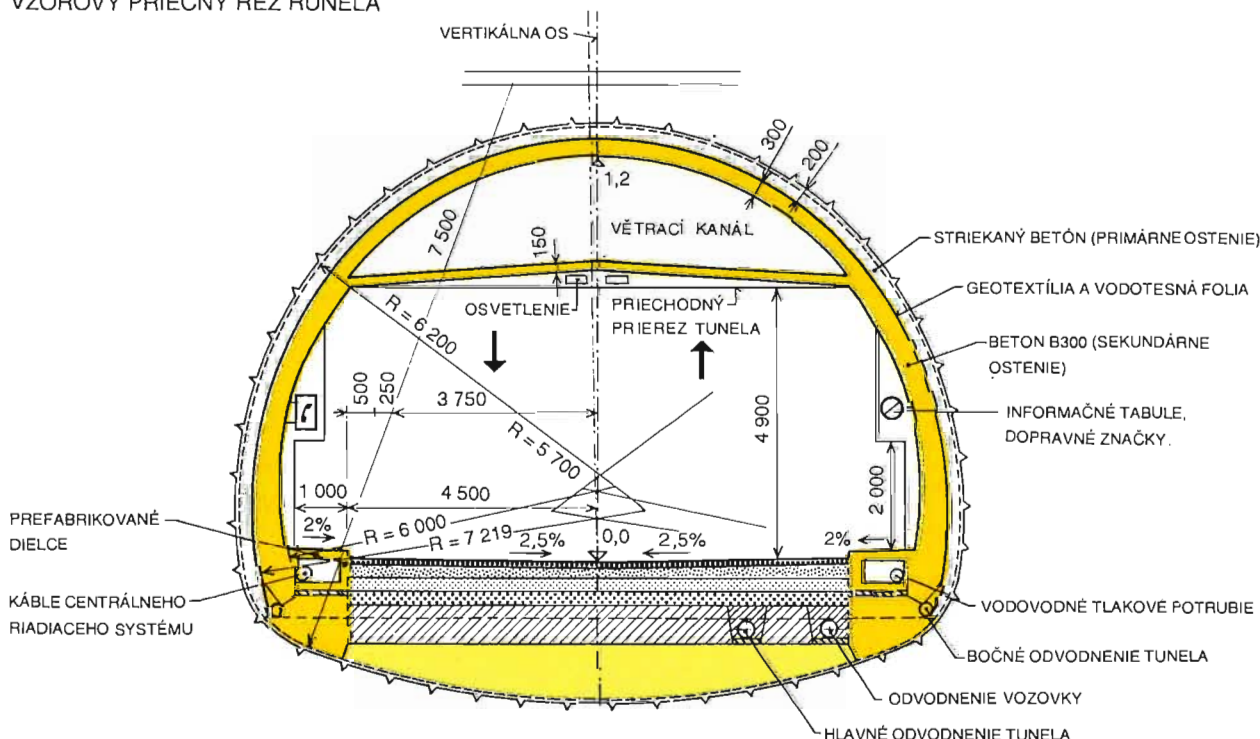 VZOROVÝ PRIEČNY REZ RUNELA
VERTIKÁLNA OS
300
200
1,2
7 500
150
VĚTRACÍ KANÁL
STRIEKANÝ BETÓN (PRIMÁRNE OSTENIE)
GEOTEXTÍLIA A VODOTESNÁ FOLIA
OSVETLENIE
PRIECHODNÝ
PRIEREZ TUNELA
R = 6 200
BETON B300 (SEKUNDÁRNE
OSTENIE)
500
250
3 750
4 900
R = 5 700
INFORMAČNÉ TABULE,
DOPRAVNÉ ZNAČKY.
1 000
4 500
2 000
PREFABRIKOVANÉ
DIELCE
2%
R = 6 000
R = 7 219
2,5%
0,0
2,5%
2%
KÁBLE CENTRÁLNEHO
RIADIACEHO SYSTÉMU
VODOVODNÉ TLAKOVÉ POTRUBIE
BOČNÉ ODVODNENIE TUNELA
ODVODNENIE VOZOVKY
HLAVNÉ ODVODNENIE TUNELA